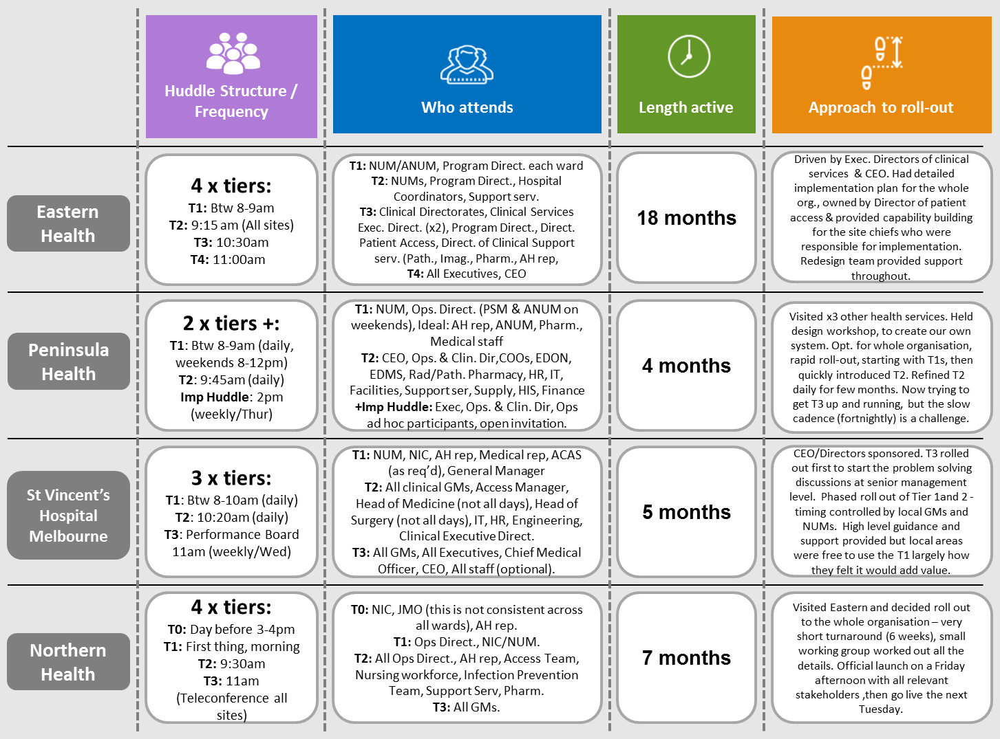 Huddle Structure /
Frequency
Who attends
Length active
Approach to roll-out
Eastern
Health
4 x tiers:
T1: Btw 8-9am
T2: 9:15 am (All sites)
T3: 10:30am
T4: 11:00am
T1: NUM/ANUM, Program Direct. each ward
T2: NUMs, Program Direct., Hospital
Coordinators, Support serv.
T3: Clinical Directorates, Clinical Services
Exec. Direct. (x2), Program Direct., Direct.
Patient Access, Direct. of Clinical Support
serv. (Path., Imag., Pharm., AH rep,
T4: All Executives, CEO
18 months
Driven by Exec. Directors of clinical
services & CEO. Had detailed
implementation plan for the whole
org., owned by Director of patient
access & provided capability building
for the site chiefs who were
responsible for implementation.
Redesign team provided support
throughout.
Peninsula
Health
2 x tiers +:
T1: Btw 8-9am (daily,
weekends 8-12pm)
T2: 9:45am (daily)
Imp Huddle: 2pm
(weekly/Thur)
T1: NUM, Ops. Direct. (PSM & ANUM on
weekends), Ideal: AH rep, ANUM, Pharm.,
Medical staff
T2: CEO, Ops. & Clin. Dir,COOs, EDON,
EDMS, Rad/Path. Pharmacy, HR, IT,
Facilities, Support ser, Supply, HIS, Finance
+Imp Huddle: Exec, Ops. & Clin. Dir, Ops
ad hoc participants, open invitation.
4 months
Visited x3 other health services. Held
design workshop, to create our own
system. Opt. for whole organisation,
rapid roll-out, starting with T1s, then
quickly introduced T2. Refined T2
daily for few months. Now trying to
get T3 up and running, but the slow
cadence (fortnightly) is a challenge.
St Vincent's
Hospital
Melbourne
3 x tiers:
T1: Btw 8-10am (daily)
T2: 10:20am (daily)
T3: Performance Board
11am (weekly/Wed)
T1: NUM, NIC, AH rep, Medical rep, ACAS
(as req'd), General Manager
T2: All clinical GMs, Access Manager,
Head of Medicine (not all days), Head of
Surgery (not all days), IT, HR, Engineering,
Clinical Executive Direct.
T3: All GMs, All Executives, Chief Medical
Officer, CEO, All staff (optional).
5 months
CEO/Directors sponsored. T3 rolled
out first to start the problem solving
discussions at senior management
level. Phased roll out of Tier 1and 2 -
timing controlled by local GMs and
NUMs. High level guidance and
support provided but local areas
were free to use the T1 largely how
they felt it would add value.
Northern
Health
4 x tiers:
T0: Day before 3-4pm
T1: First thing, morning
T2: 9:30am
T3: 11am
(Teleconference all
sites)
T0: NIC, JMO (this is not consistent across
all wards), AH rep.
T1: Ops Direct., NIC/NUM.
T2: All Ops Direct., AH rep, Access Team,
Nursing workforce, Infection Prevention
Team, Support Serv, Pharm.
T3: All GMs.
7 months
Visited Eastern and decided roll out
to the whole organisation – very
short turnaround (6 weeks), small
working group worked out all the
details. Official launch on a Friday
afternoon with all relevant
stakeholders ,then go live the next
Tuesday.